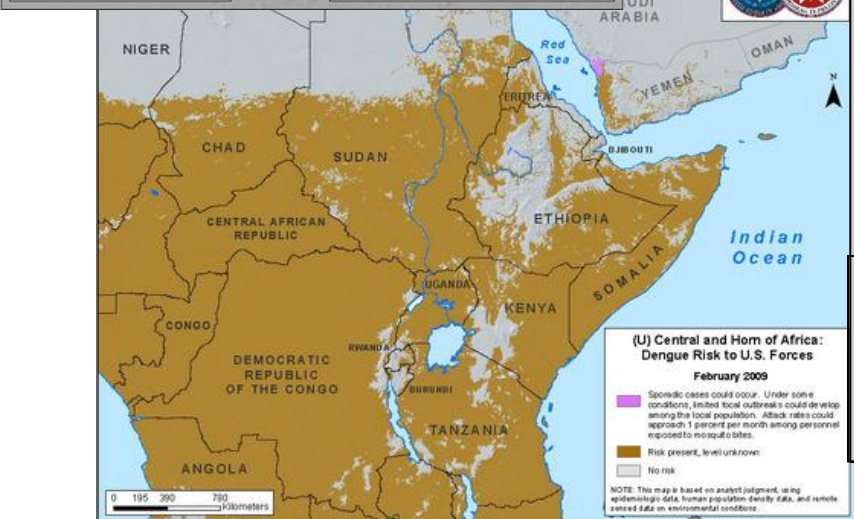 UDI
ARABIA
NIGER
Red
Sea
OMAN
YEMEN
N
ERITREA
CHAD
DJIBOUTI
SUDAN
ETHIOPIA
CENTRAL AFRICAN
REPUBLIC
Indian
Ocean
SOMALIA
UGANDA
KENYA
CONGO
RWANDA
DEMOCRATIC
REPUBLIC
OF THE CONGO
BURUNDI
TANZANIA
ANGOLA
0 195 390 780
Kilometers
(U) Central and Horn of Africa:
Dengue Risk to U.S. Forces
February 2009
Sporadic cases could occur. Under some
conditions, limited focal outbreaks could develop
among the local population. Attack rates could
approach 1 percent per month among personnel
exposed to mosquito bites.
Risk present, level unknown
No risk
NOTE: This map is based on analyst judgment, using
epidemiologic data, human population density data, and remote
sensed data on environmental conditions.